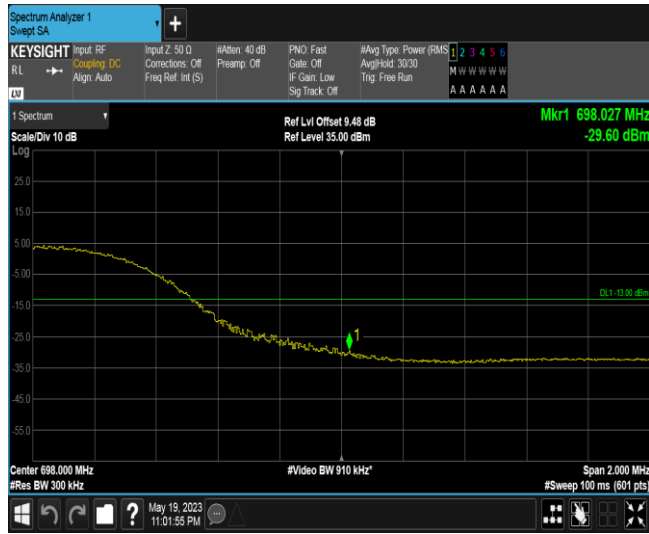 Spectrum Analyzer 1
Swept SA
+
KEYSIGHT
RL
LXI
Input: RF
Coupling: DC
Align: Auto
Input Z: 50 Ω
Corrections: Off
Freq Ref: Int (S)
#Atten: 40 dB
Preamp: Off
PNO: Fast
Gate: Off
IF Gain: Low
Sig Track: Off
#Avg Type: Power (RMS
Avg|Hold: 30/30
Trig: Free Run
1 2 3 4 5 6
M W W W W W
A A A A A A
1 Spectrum
Scale/Div 10 dB
Ref Lvl Offset 9.48 dB
Ref Level 35.00 dBm
Mkr1 698.027 MHz
-29.60 dBm
Log
25.0
15.0
5.00
-5.00
DL1 -13.00 dBm
-15.0
-25.0
1
-35.0
-45.0
-55.0
Center 698.000 MHz
#Video BW 910 kHz*
Span 2.000 MHz
#Res BW 300 kHz
#Sweep 100 ms (601 pts)
?
May 19, 2023
11:01:55 PM